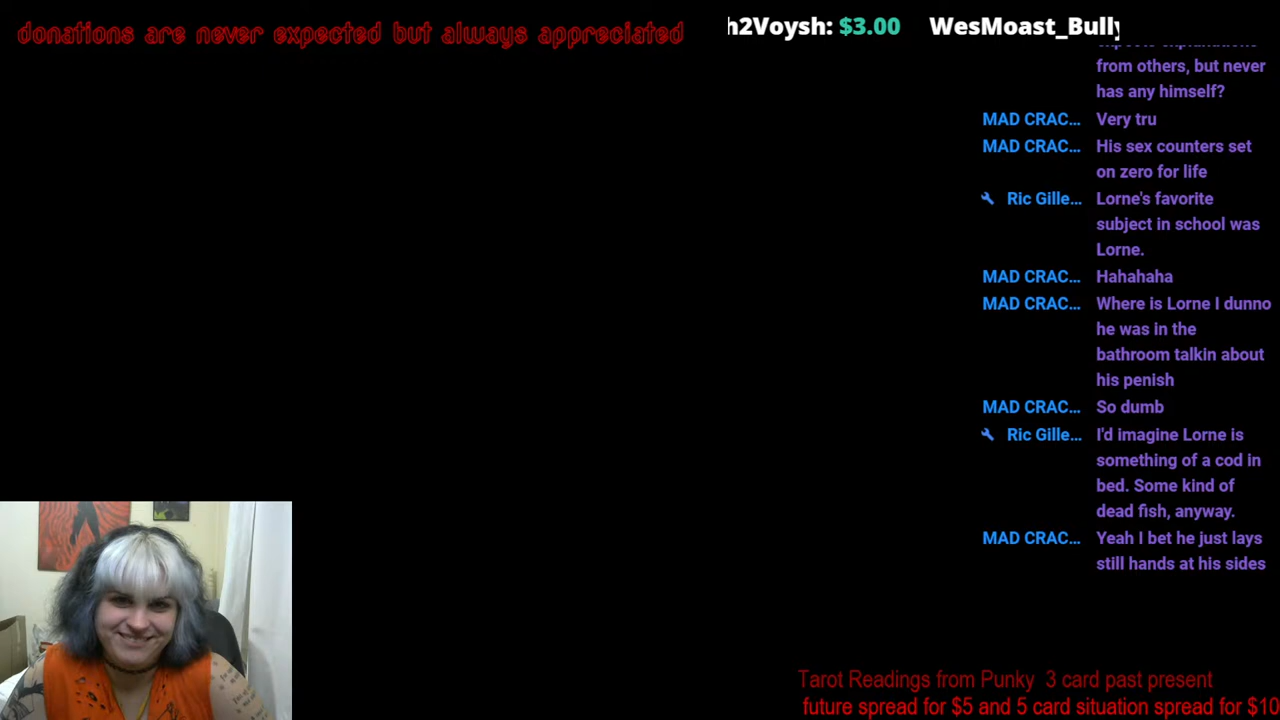 donations are never expected but always appreciated
h2Voysh: $3.00 WesMoast_Bully
from others, but never
has any himself?
MAD CRAC... Very tru
MAD CRAC... His sex counters set
on zero for life
Ric Gille... Lorne's favorite
subject in school was
Lorne.
MAD CRAC... Hahahaha
MAD CRAC... Where is Lorne I dunno
he was in the
bathroom talkin about
his penish
MAD CRAC... So dumb
Ric Gille... I'd imagine Lorne is
something of a cod in
bed. Some kind of
dead fish, anyway.
MAD CRAC... Yeah I bet he just lays
still hands at his sides
Tarot Readings from Punky 3 card past present
future spread for $5 and 5 card situation spread for $10